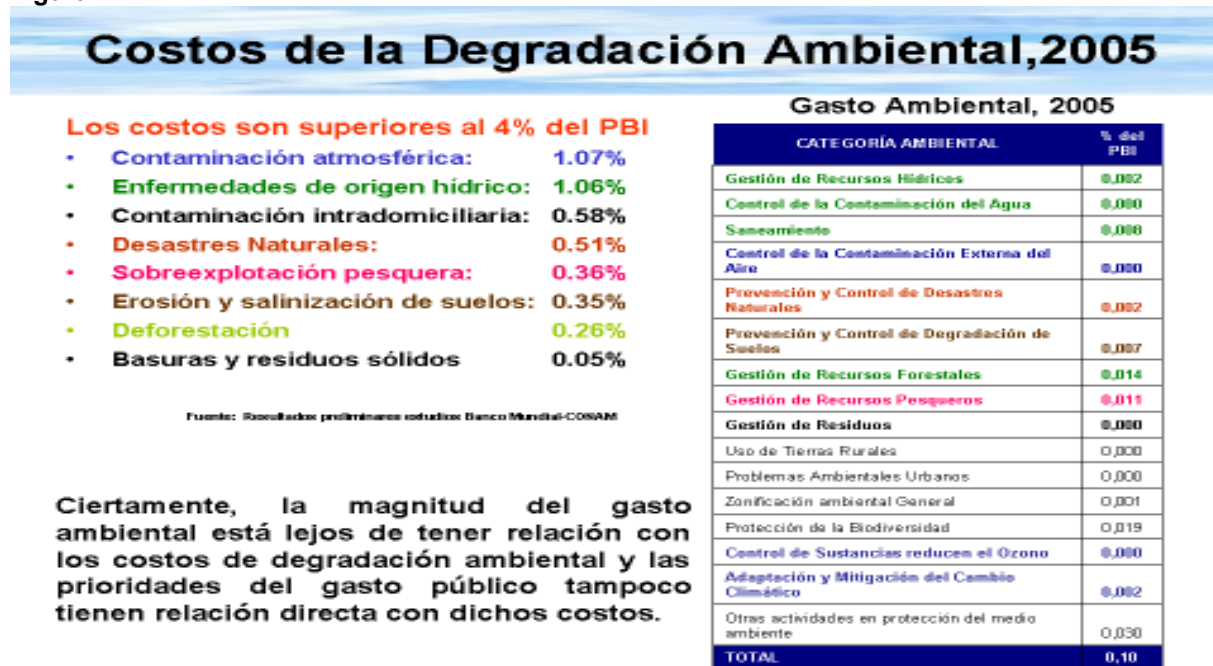 Costos de la Degradación Ambiental,2005
Los costos son superiores al 4% del PBI
• Contaminación atmosférica: 1.07%
• Enfermedades de origen hídrico: 1.06%
• Contaminación intradomiciliaria: 0.58%
• Desastres Naturales: 0.51%
• Sobreexplotación pesquera: 0.36%
• Erosión y salinización de suelos: 0.35%
• Deforestación 0.26%
• Basuras y residuos sólidos 0.05%
Fuente: Resultados preliminares estudios Banco Mundial-CONAM
Ciertamente, la magnitud del gasto
ambiental está lejos de tener relación con
los costos de degradación ambiental y las
prioridades del gasto público tampoco
tienen relación directa con dichos costos.
Gasto Ambiental, 2005
CATEGORÍA AMBIENTAL % del
PBI
Gestión de Recursos Hídricos 0,002
Control de la Contaminación del Agua 0,000
Saneamiento 0,008
Control de la Contaminación Externa del
Aire 0,000
Prevención y Control de Desastres
Naturales 0,002
Prevención y Control de Degradación de
Suelos 0,007
Gestión de Recursos Forestales 0,014
Gestión de Recursos Pesqueros 0,011
Gestión de Residuos 0,000
Uso de Tierras Rurales 0,000
Problemas Ambientales Urbanos 0,000
Zonificación ambiental General 0,001
Protección de la Biodiversidad 0,019
Control de Sustancias reducen el Ozono 0,000
Adaptación y Mitigación del Cambio
Climático 0,002
Otras actividades en protección del medio
ambiente 0,030
TOTAL 0,10